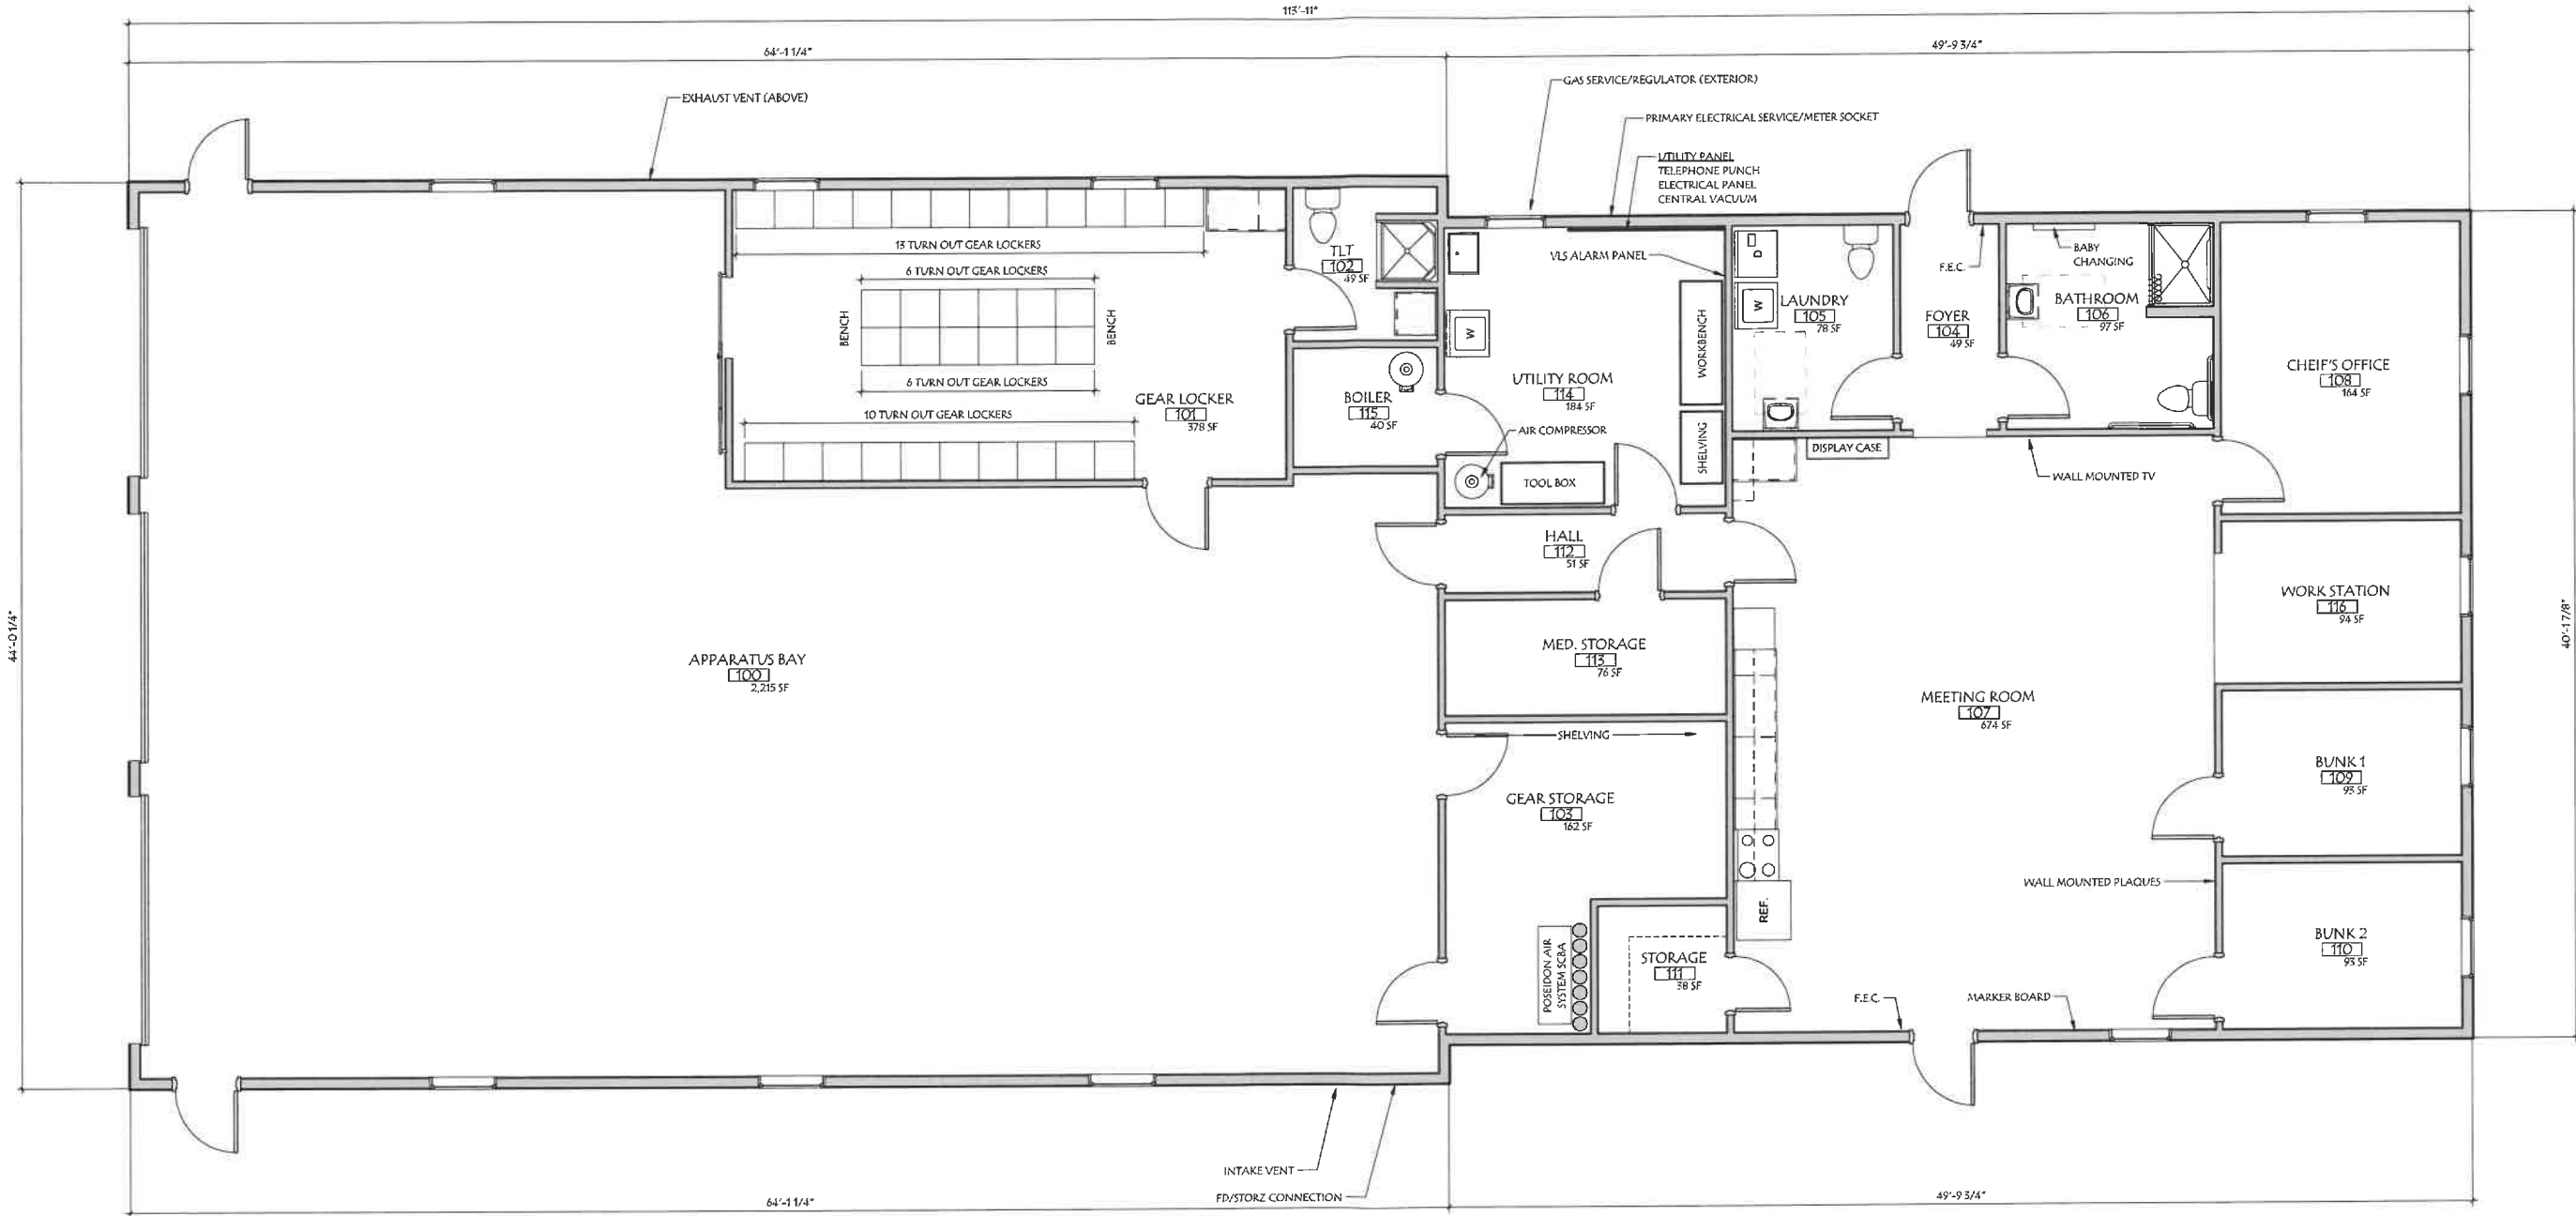 113'-11"
64'-1 1/4"
49'-9 3/4"
EXHAUST VENT (ABOVE)
GAS SERVICE/REGULATOR (EXTERIOR)
PRIMARY ELECTRICAL SERVICE/METER SOCKET
UTILITY PANEL
TELEPHONE PUNCH
ELECTRICAL PANEL
CENTRAL VACUUM
13 TURN OUT GEAR LOCKERS
6 TURN OUT GEAR LOCKERS
BENCH
BENCH
6 TURN OUT GEAR LOCKERS
10 TURN OUT GEAR LOCKERS
GEAR LOCKER
101
378 SF
TLT
102
49 SF
BOILER
115
40 SF
VLS ALARM PANEL
W
UTILITY ROOM
114
184 SF
WORKBENCH
SHELVING
AIR COMPRESSOR
TOOL BOX
D
W
LAUNDRY
105
78 SF
F.E.C.
FOYER
104
49 SF
BABY
CHANGING
BATHROOM
106
97 SF
CHEIF'S OFFICE
108
164 SF
DISPLAY CASE
WALL MOUNTED TV
HALL
112
51 SF
WORK STATION
116
94 SF
44'-0 1/4"
40'-1 7/8"
APPARATUS BAY
100
2,215 SF
MED. STORAGE
113
76 SF
MEETING ROOM
107
674 SF
SHELVING
GEAR STORAGE
103
162 SF
BUNK 1
109
93 SF
WALL MOUNTED PLAQUES
REF.
BUNK 2
110
93 SF
POSEIDON AIR
SYSTEM SCBA
STORAGE
111
38 SF
F.E.C.
MARKER BOARD
INTAKE VENT
FD/STORZ CONNECTION
64'-1 1/4"
49'-9 3/4"